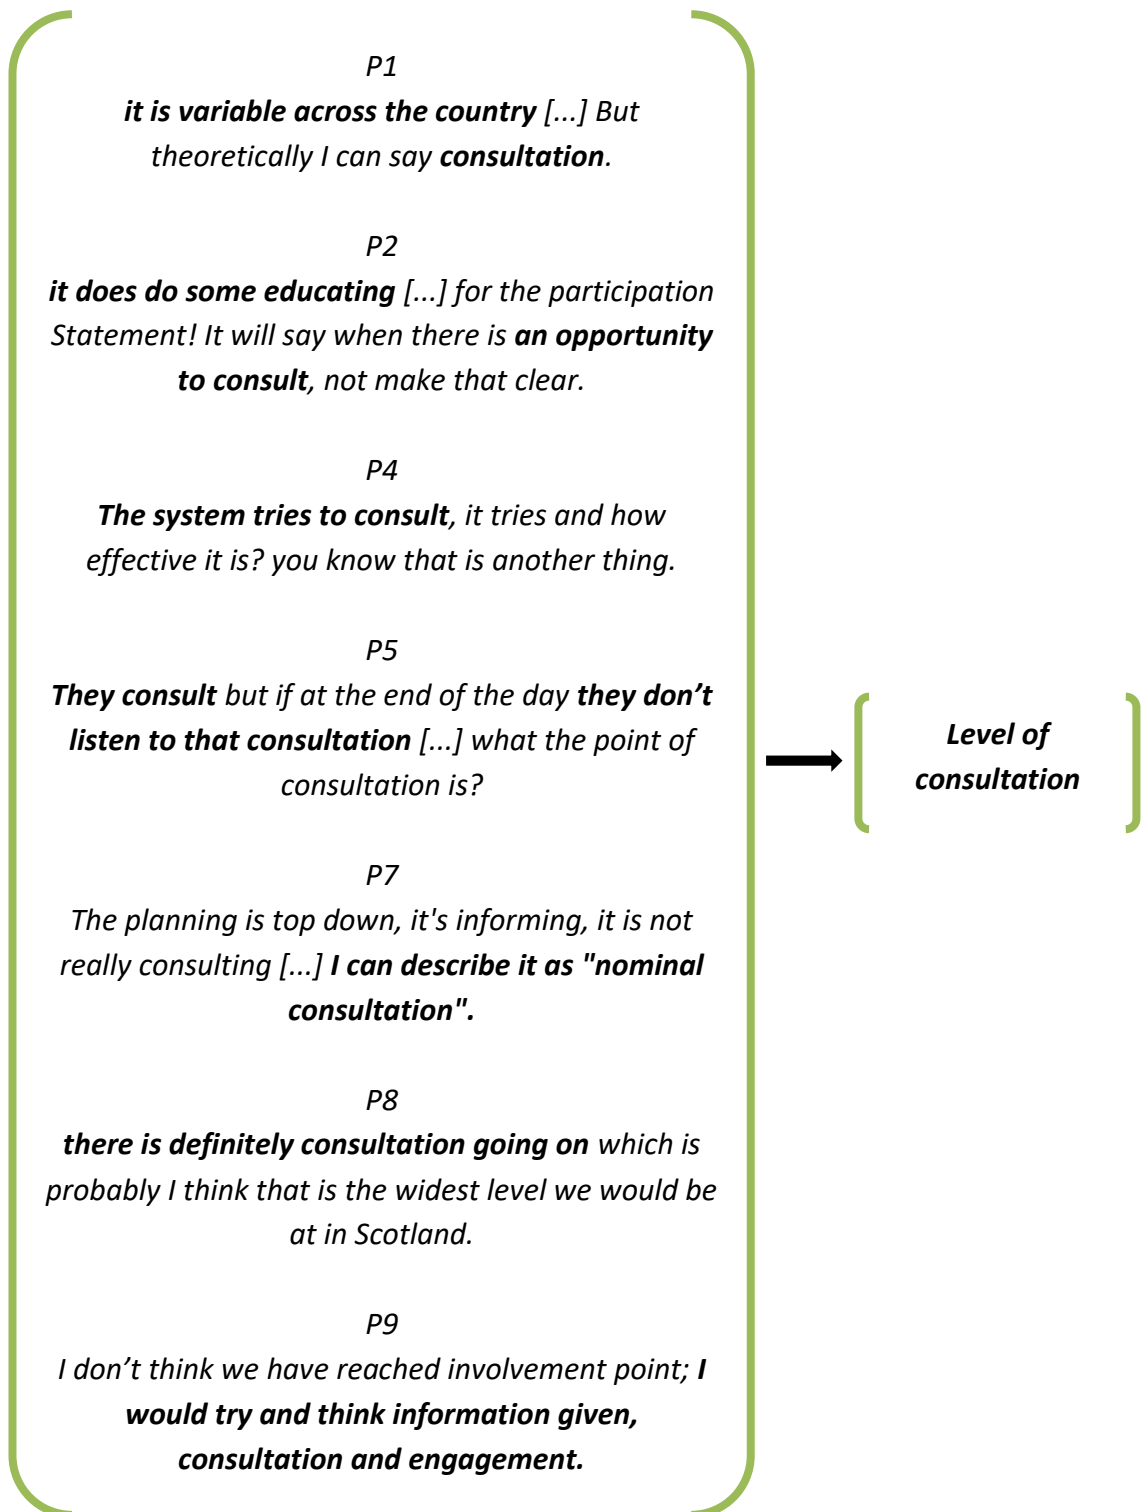 P1
it is variable across the country [...] But
theoretically I can say consultation.
P2
it does do some educating [...] for the participation
Statement! It will say when there is an opportunity
to consult, not make that clear.
P4
The system tries to consult, it tries and how
effective it is? you know that is another thing.
P5
They consult but if at the end of the day they don’t
listen to that consultation [...] what the point of
consultation is?
P7
The planning is top down, it's informing, it is not
really consulting [...] I can describe it as "nominal
consultation".
P8
there is definitely consultation going on which is
probably I think that is the widest level we would be
at in Scotland.
P9
I don’t think we have reached involvement point; I
would try and think information given,
consultation and engagement.
Level of
consultation